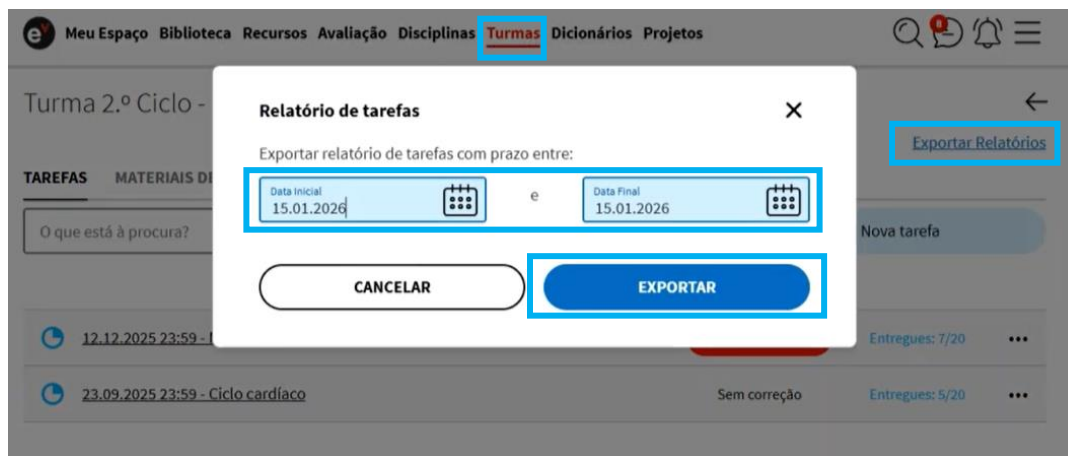 ev Meu Espaço Biblioteca Recursos Avaliação Disciplinas Turmas Dicionários Projetos 8
Turma 2.º Ciclo -
Exportar Relatórios
TAREFAS MATERIAIS DE
O que está à procura?
Nova tarefa
Relatório de tarefas
Exportar relatório de tarefas com prazo entre:
Data Inicial
15.01.2026
e
Data Final
15.01.2026
CANCELAR
EXPORTAR
12.12.2025 23:59 -
Entregues: 7/20
23.09.2025 23:59 - Ciclo cardíaco
Sem correção
Entregues: 5/20